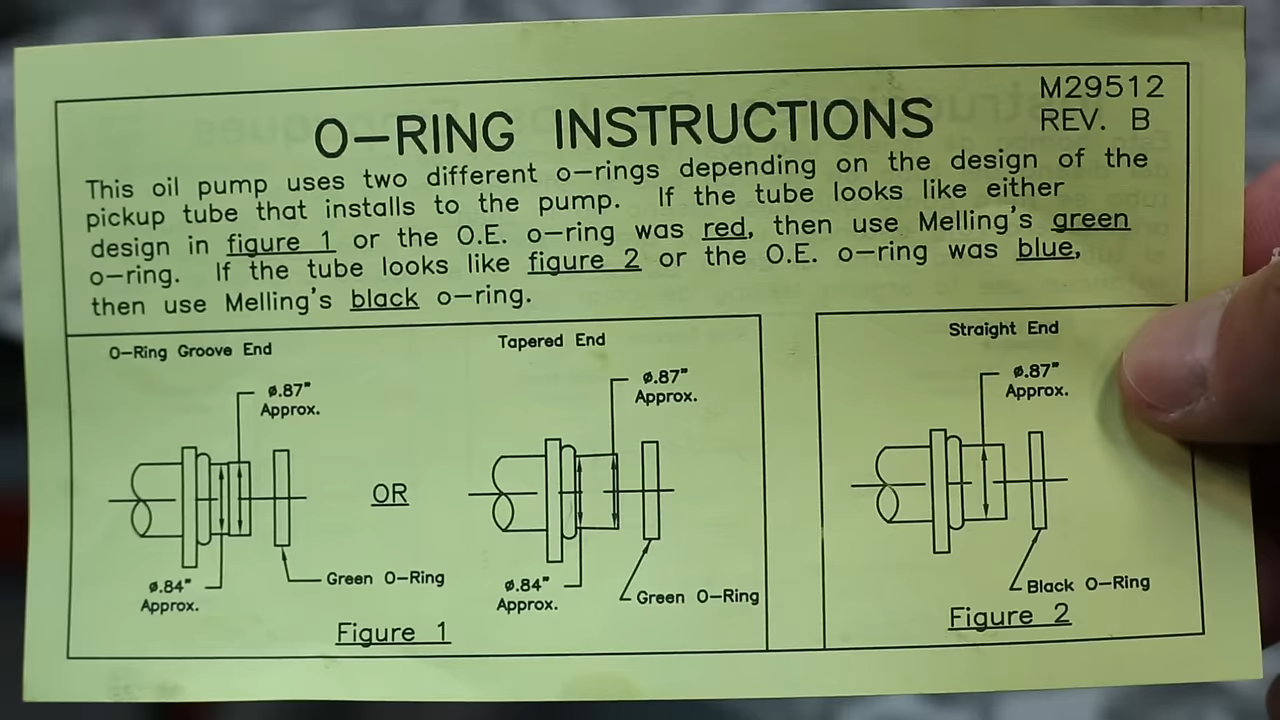 M29512
REV. B
O-RING INSTRUCTIONS
This oil pump uses two different o-rings depending on the design of the
pickup tube that installs to the pump. If the tube looks like either
design in figure 1 or the O.E. o-ring was red, then use Melling's green
o-ring. If the tube looks like figure 2 or the O.E. o-ring was blue,
then use Melling's black o-ring.
O-Ring Groove End
ø.87"
Approx.
ø.84"
Approx.
Green O-Ring
OR
Tapered End
ø.87"
Approx.
ø.84"
Approx.
Green O-Ring
Figure 1
Straight End
ø.87"
Approx.
Black O-Ring
Figure 2